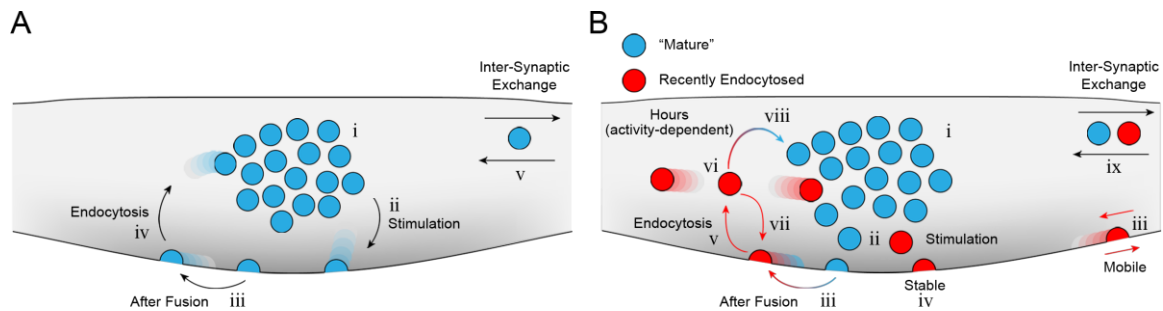 A
Inter-Synaptic
Exchange
v
i
ii
Stimulation
Endocytosis
iv
After Fusion
iii
B
“Mature”
Recently Endocytosed
Hours
(activity-dependent)
viii
i
Inter-Synaptic
Exchange
ix
vi
Endocytosis
v
vii
ii
Stimulation
iii
Mobile
After Fusion
iii
Stable
iv